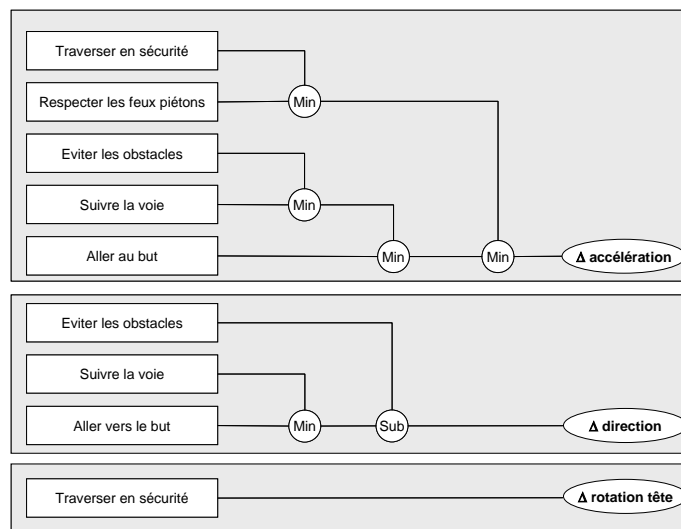 Traverser en sécurité
Respecter les feux piétons
Min
Eviter les obstacles
Suivre la voie
Min
Aller au but
Min
Min
Δ accélération
Eviter les obstacles
Suivre la voie
Aller vers le but
Min
Sub
Δ direction
Traverser en sécurité
Δ rotation tête